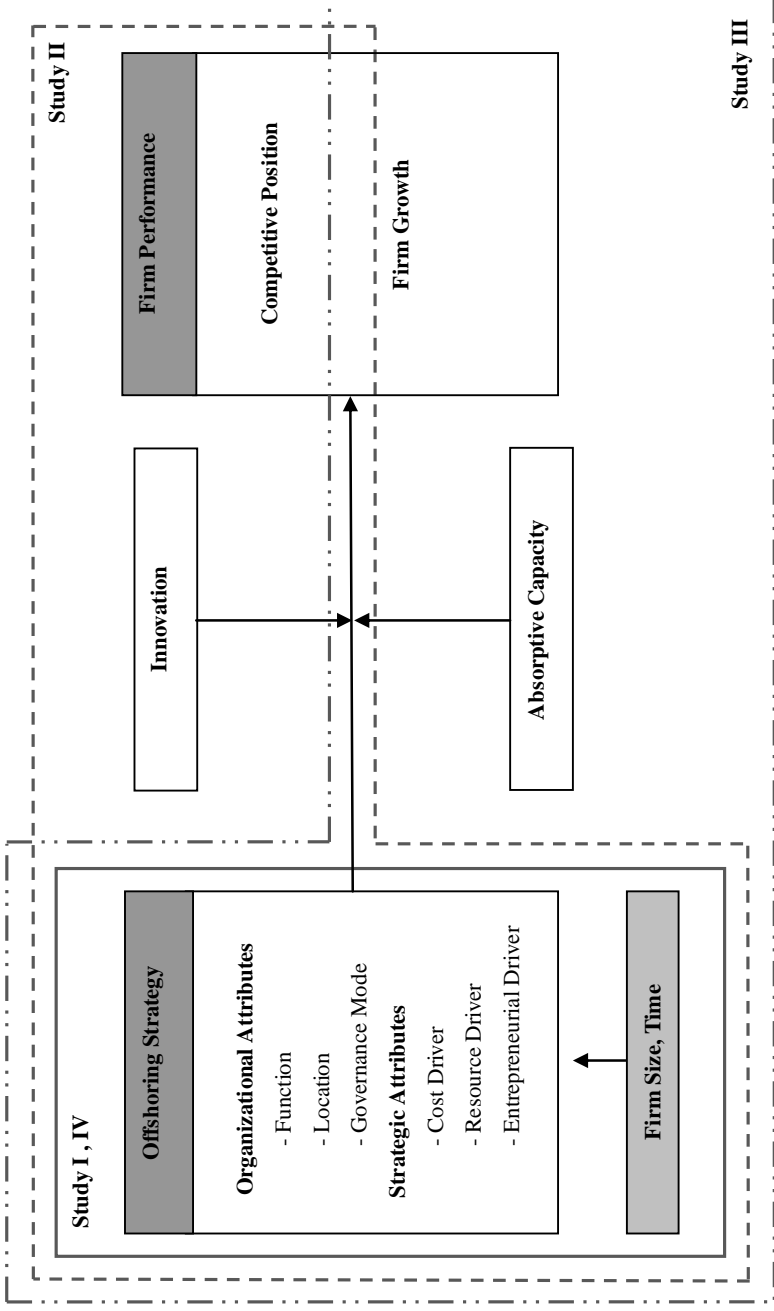 Study I , IV
Offshoring Strategy
Organizational Attributes
- Function
- Location
- Governance Mode
Strategic Attributes
- Cost Driver
- Resource Driver
- Entrepreneurial Driver
Firm Size, Time
Innovation
Absorptive Capacity
Study II
Firm Performance
Competitive Position
Firm Growth
Study III